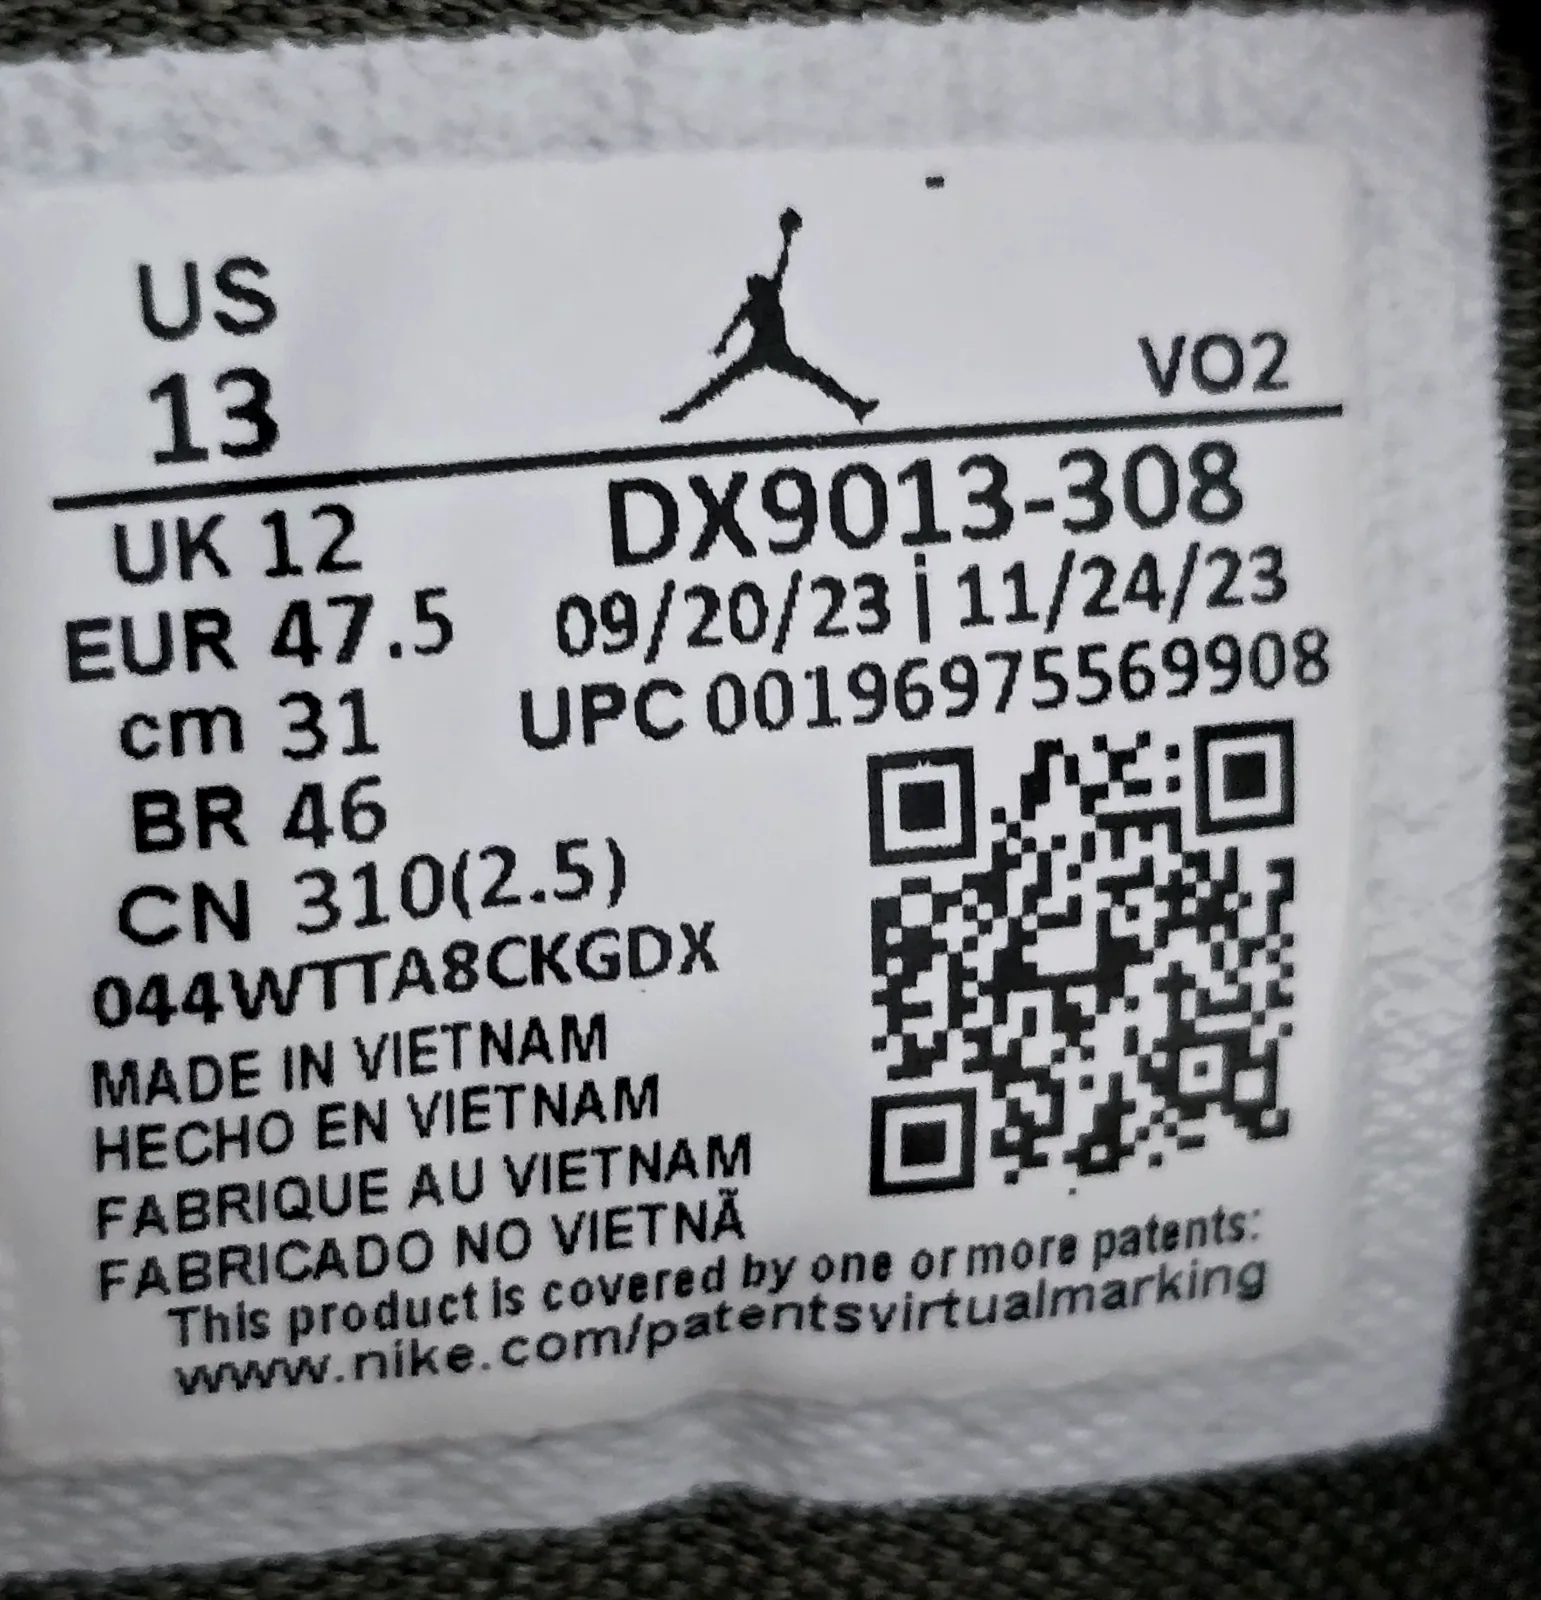 US
13
VO2
UK 12
EUR 47.5
cm 31
BR 46
CN 310(2.5)
DX9013-308
09/20/23 | 11/24/23
UPC 00196975569908
044WTTA8CKGDX
MADE IN VIETNAM
HECHO EN VIETNAM
FABRIQUE AU VIETNAM
FABRICADO NO VIETNÃ
This product is covered by one or more patents:
www.nike.com/patentsvirtualmarking